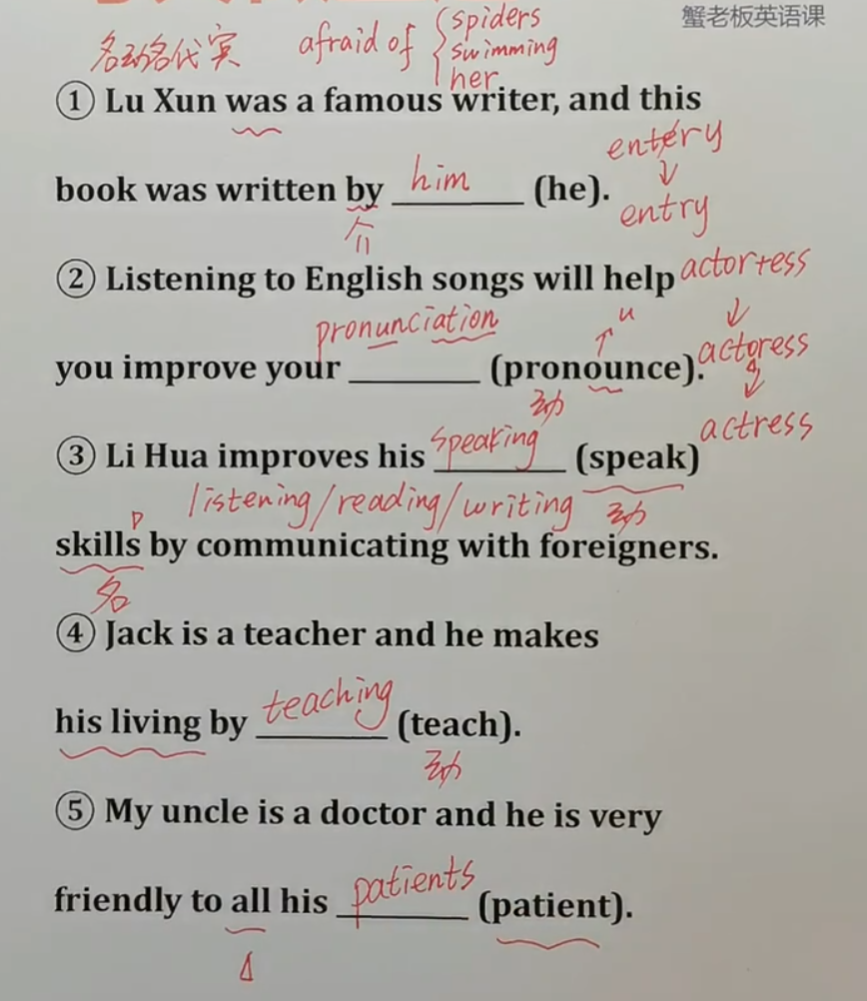 蟹老板英语课
名动名代宾 afraid of { spiders
swimming
her
① Lu Xun was a famous writer, and this
entery
book was written by him (he).
介
entry
② Listening to English songs will help actor+ess
pronunciation u
you improve your ________ (pronounce). actoress
动
actress
③ Li Hua improves his speaking (speak)
listening/reading/writing 动
skills by communicating with foreigners.
名
④ Jack is a teacher and he makes
his living by teaching (teach).
动
⑤ My uncle is a doctor and he is very
friendly to all his patients (patient).